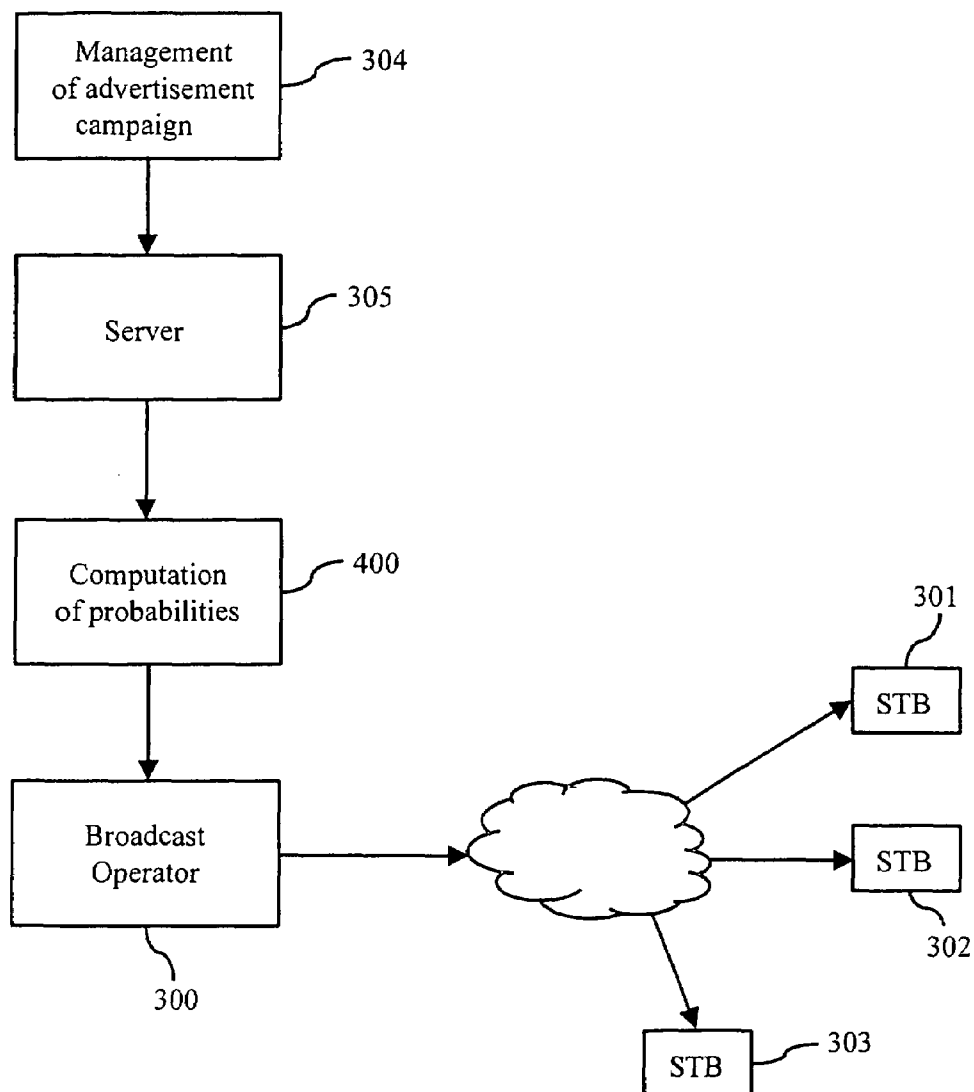 Management
of advertisement
campaign
304
Server
305
Computation
of probabilities
400
301
STB
Broadcast
Operator
STB
302
300
303
STB